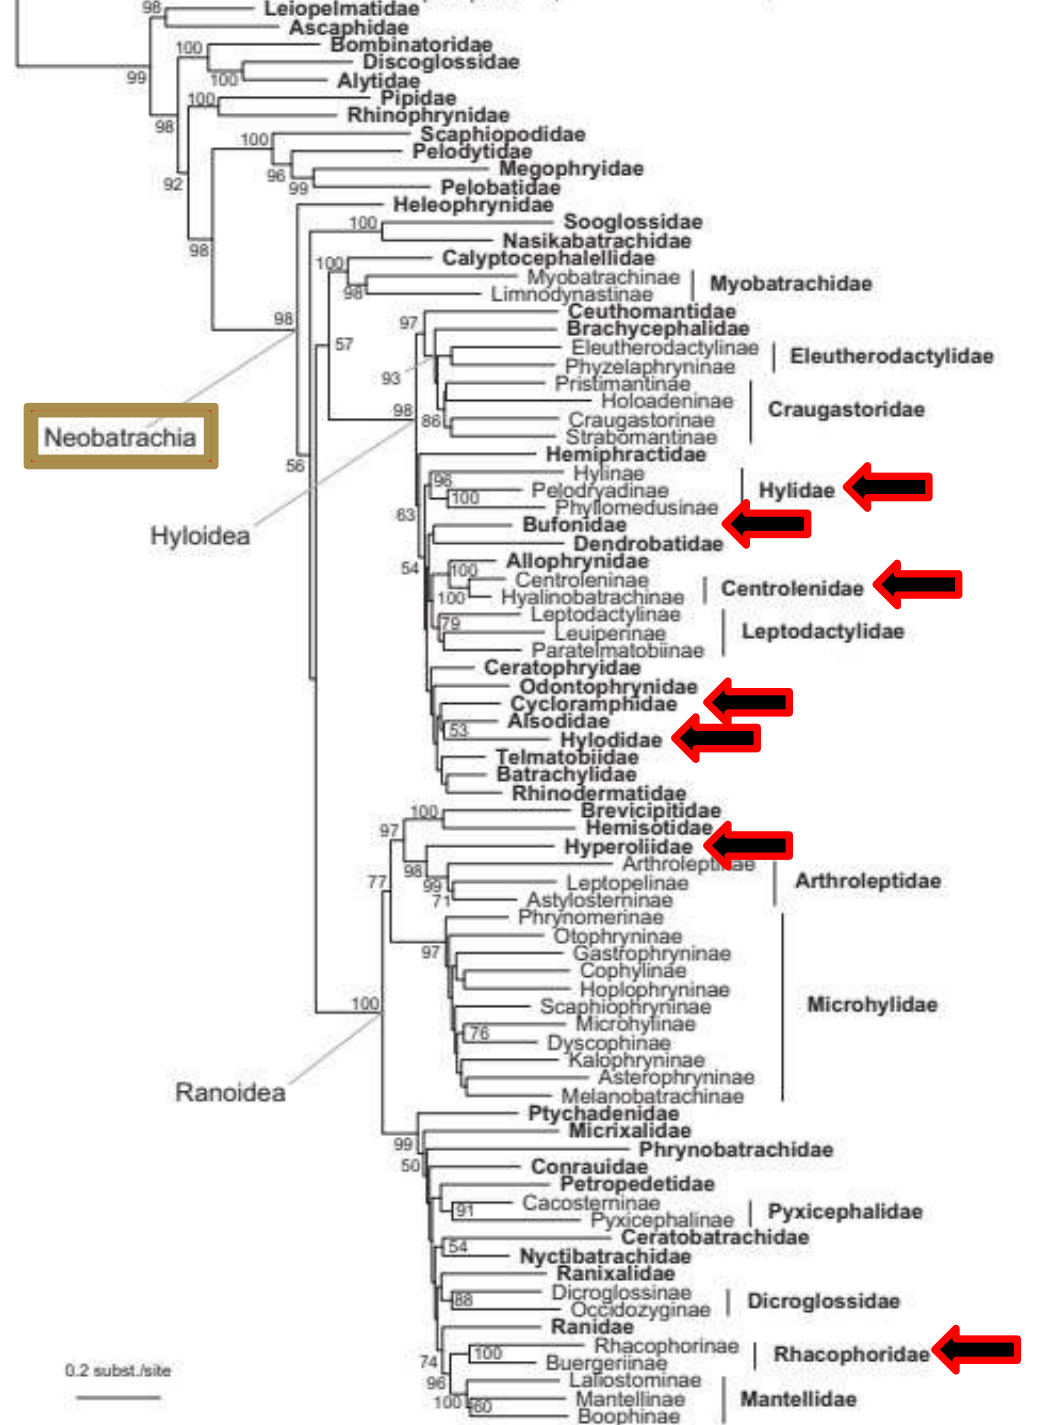 Leiopelmatidae
98
Ascaphidae
Bombinatoridae
100
Discoglossidae
99
100
Alytidae
Pipidae
100
Rhinophrynidae
98
Scaphiopodidae
100
Pelodytidae
Megophryidae
96
92
99
Pelobatidae
Heleophrynidae
Sooglossidae
100
Nasikabatrachidae
98
Calyptocephalellidae
100
Myobatrachinae
Myobatrachidae
98
Limnodynastinae
Ceuthomantidae
98
97
Brachycephalidae
57
Eleutherodactylinae
Eleutherodactylidae
Phyzelaphryninae
93
Pristimantinae
Holoadeninae
98
Craugastoridae
86
Craugastorinae
Strabomantinae
Neobatrachia
Hemiphractidae
56
Hylinae
98
Pelodryadinae
Hylidae
100
Phyllomedusinae
63
Bufonidae
Hyloidea
Dendrobatidae
Allophrynidae
54
100
Centroleninae
Centrolenidae
100
Hyalinobatrachinae
Leptodactylinae
79
Leuiperinae
Leptodactylidae
Paratelmatobiinae
Ceratophryidae
Odontophrynidae
Cycloramphidae
Alsodidae
53
Hylodidae
Telmatobiidae
Batrachylidae
Rhinodermatidae
100
Brevicipitidae
97
Hemisotidae
Hyperoliidae
98
Arthroleptinae
77
99
Leptopelinae
Arthroleptidae
71
Astylosterninae
Phrynomerinae
Otophryninae
97
Gastrophryninae
Cophylinae
Hoplophryninae
100
Scaphiophryninae
Microhylidae
Microhylinae
76
Dyscophinae
Kalophryninae
Asterophryninae
Ranoidea
Melanobatrachinae
Ptychadenidae
Micrixalidae
99
Phrynobatrachidae
50
Conrauidae
Petropedetidae
Cacosterninae
91
Pyxicephalidae
Pyxicephalinae
Ceratobatrachidae
54
Nyctibatrachidae
Ranixalidae
Dicroglossinae
88
Dicroglossidae
Occidozyginae
Ranidae
Rhacophorinae
100
Rhacophoridae
74
Buergeriinae
0.2 subst./site
96
Laliostominae
Mantellinae
Mantellidae
100
60
Boophinae